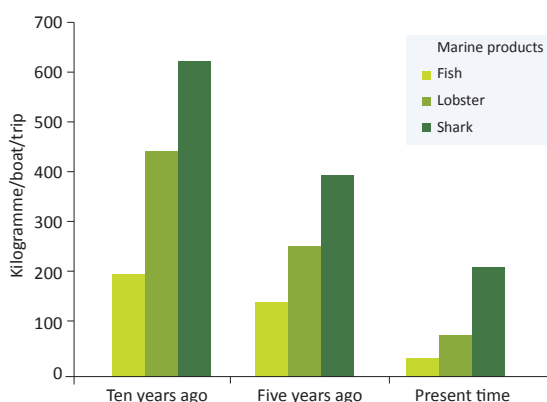 700
600
500
400
300
200
100
0
Kilogramme/boat/trip
Marine products
Fish
Lobster
Shark
Ten years ago
Five years ago
Present time